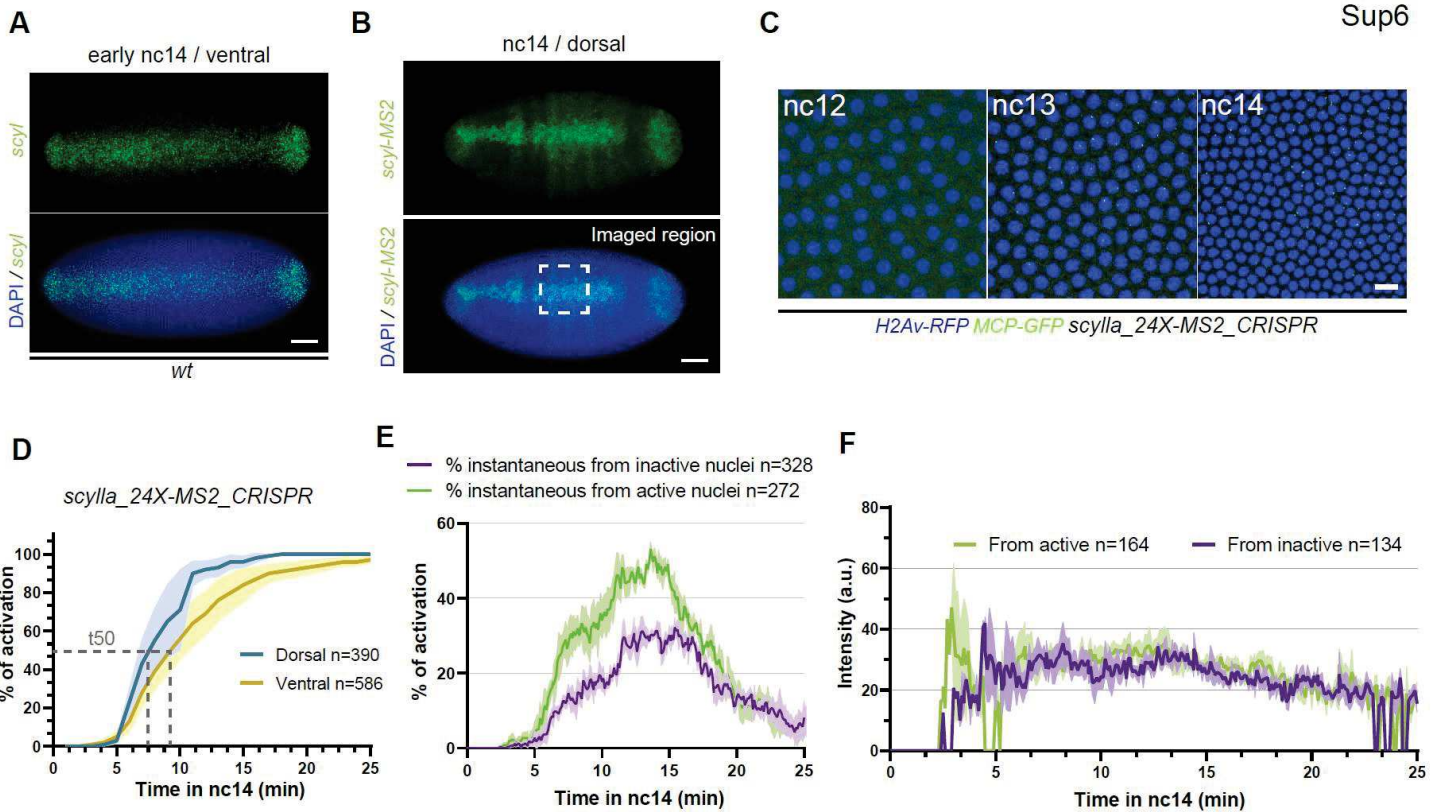 Sup6
A
early nc14 / ventral
scyl
DAPI / scyl
wt
B
nc14 / dorsal
scyl-MS2
DAPI / scyl-MS2
Imaged region
C
nc12
nc13
nc14
H2Av-RFP MCP-GFP scylla_24X-MS2_CRISPR
D
scylla_24X-MS2_CRISPR
% of activation
100
80
60
40
20
0
t50
Dorsal n=390
Ventral n=586
0 5 10 15 20 25
Time in nc14 (min)
E
% instantaneous from inactive nuclei n=328
% instantaneous from active nuclei n=272
% of activation
60
40
20
0
0 5 10 15 20 25
Time in nc14 (min)
F
From active n=164 From inactive n=134
Intensity (a.u.)
80
60
40
20
0
0 5 10 15 20 25
Time in nc14 (min)